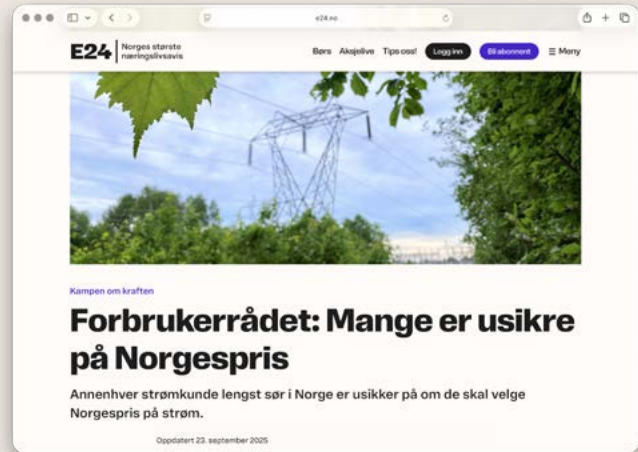 e24.no
E24 Norges største
næringslivsavis
Børs Aksjelive Tips oss! Logg inn Bli abonnent Meny
Kampen om kraften
Forbrukerrådet: Mange er usikre
på Norgespris
Annenhver strømkunde lengst sør i Norge er usikker på om de skal velge
Norgespris på strøm.
Oppdatert 23. september 2025